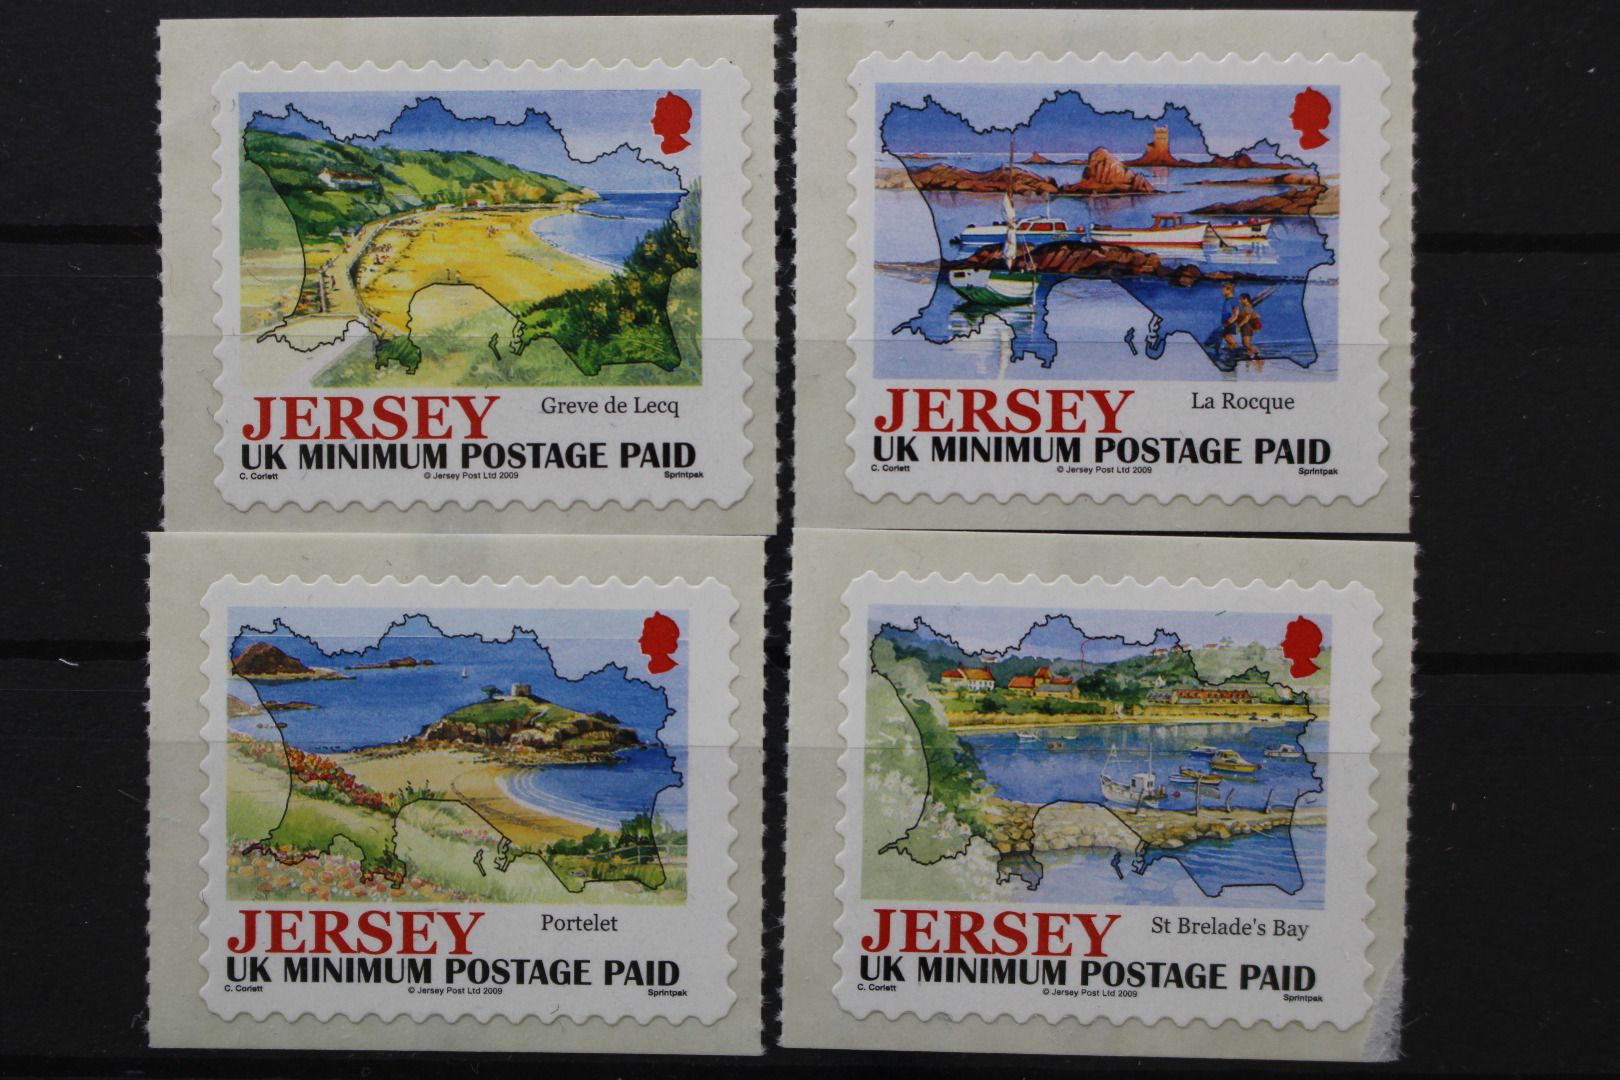 JERSEY Greve de Lecq
UK MINIMUM POSTAGE PAID
C. Corlett © Jersey Post Ltd 2009 Sprintpak
JERSEY La Rocque
UK MINIMUM POSTAGE PAID
C. Corlett © Jersey Post Ltd 2009 Sprintpak
JERSEY Portelet
UK MINIMUM POSTAGE PAID
C. Corlett © Jersey Post Ltd 2009 Sprintpak
JERSEY St Brelade's Bay
UK MINIMUM POSTAGE PAID
C. Corlett © Jersey Post Ltd 2009 Sprintpak